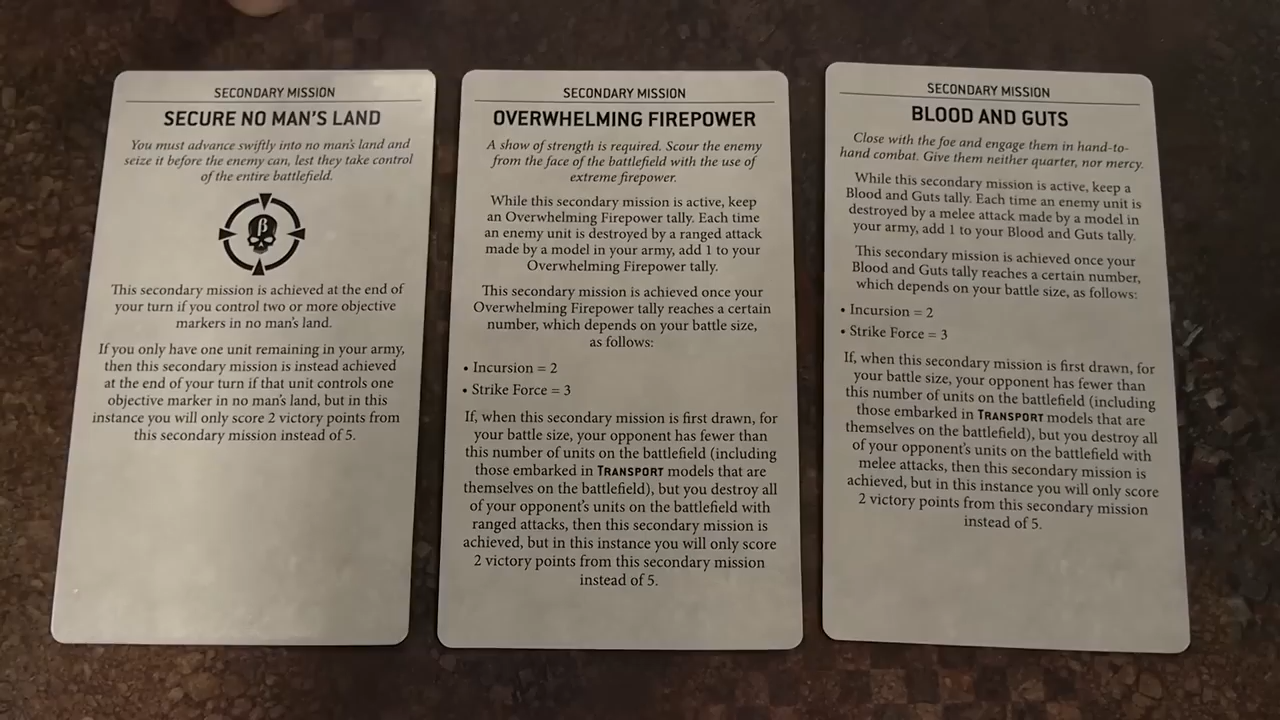 SECONDARY MISSION
SECURE NO MAN'S LAND
You must advance swiftly into no man's land and
seize it before the enemy can, lest they take control
of the entire battlefield.
β
This secondary mission is achieved at the end of
your turn if you control two or more objective
markers in no man's land.
If you only have one unit remaining in your army,
then this secondary mission is instead achieved
at the end of your turn if that unit controls one
objective marker in no man's land, but in this
instance you will only score 2 victory points from
this secondary mission instead of 5.
SECONDARY MISSION
OVERWHELMING FIREPOWER
A show of strength is required. Scour the enemy
from the face of the battlefield with the use of
extreme firepower.
While this secondary mission is active, keep
an Overwhelming Firepower tally. Each time
an enemy unit is destroyed by a ranged attack
made by a model in your army, add 1 to your
Overwhelming Firepower tally.
This secondary mission is achieved once your
Overwhelming Firepower tally reaches a certain
number, which depends on your battle size,
as follows:
• Incursion = 2
• Strike Force = 3
If, when this secondary mission is first drawn, for
your battle size, your opponent has fewer than
this number of units on the battlefield (including
those embarked in TRANSPORT models that are
themselves on the battlefield), but you destroy all
of your opponent's units on the battlefield with
ranged attacks, then this secondary mission is
achieved, but in this instance you will only score
2 victory points from this secondary mission
instead of 5.
SECONDARY MISSION
BLOOD AND GUTS
Close with the foe and engage them in hand-to-
hand combat. Give them neither quarter, nor mercy.
While this secondary mission is active, keep a
Blood and Guts tally. Each time an enemy unit is
destroyed by a melee attack made by a model in
your army, add 1 to your Blood and Guts tally.
This secondary mission is achieved once your
Blood and Guts tally reaches a certain number,
which depends on your battle size, as follows:
• Incursion = 2
• Strike Force = 3
If, when this secondary mission is first drawn, for
your battle size, your opponent has fewer than
this number of units on the battlefield (including
those embarked in TRANSPORT models that are
themselves on the battlefield), but you destroy all
of your opponent's units on the battlefield with
melee attacks, then this secondary mission is
achieved, but in this instance you will only score
2 victory points from this secondary mission
instead of 5.